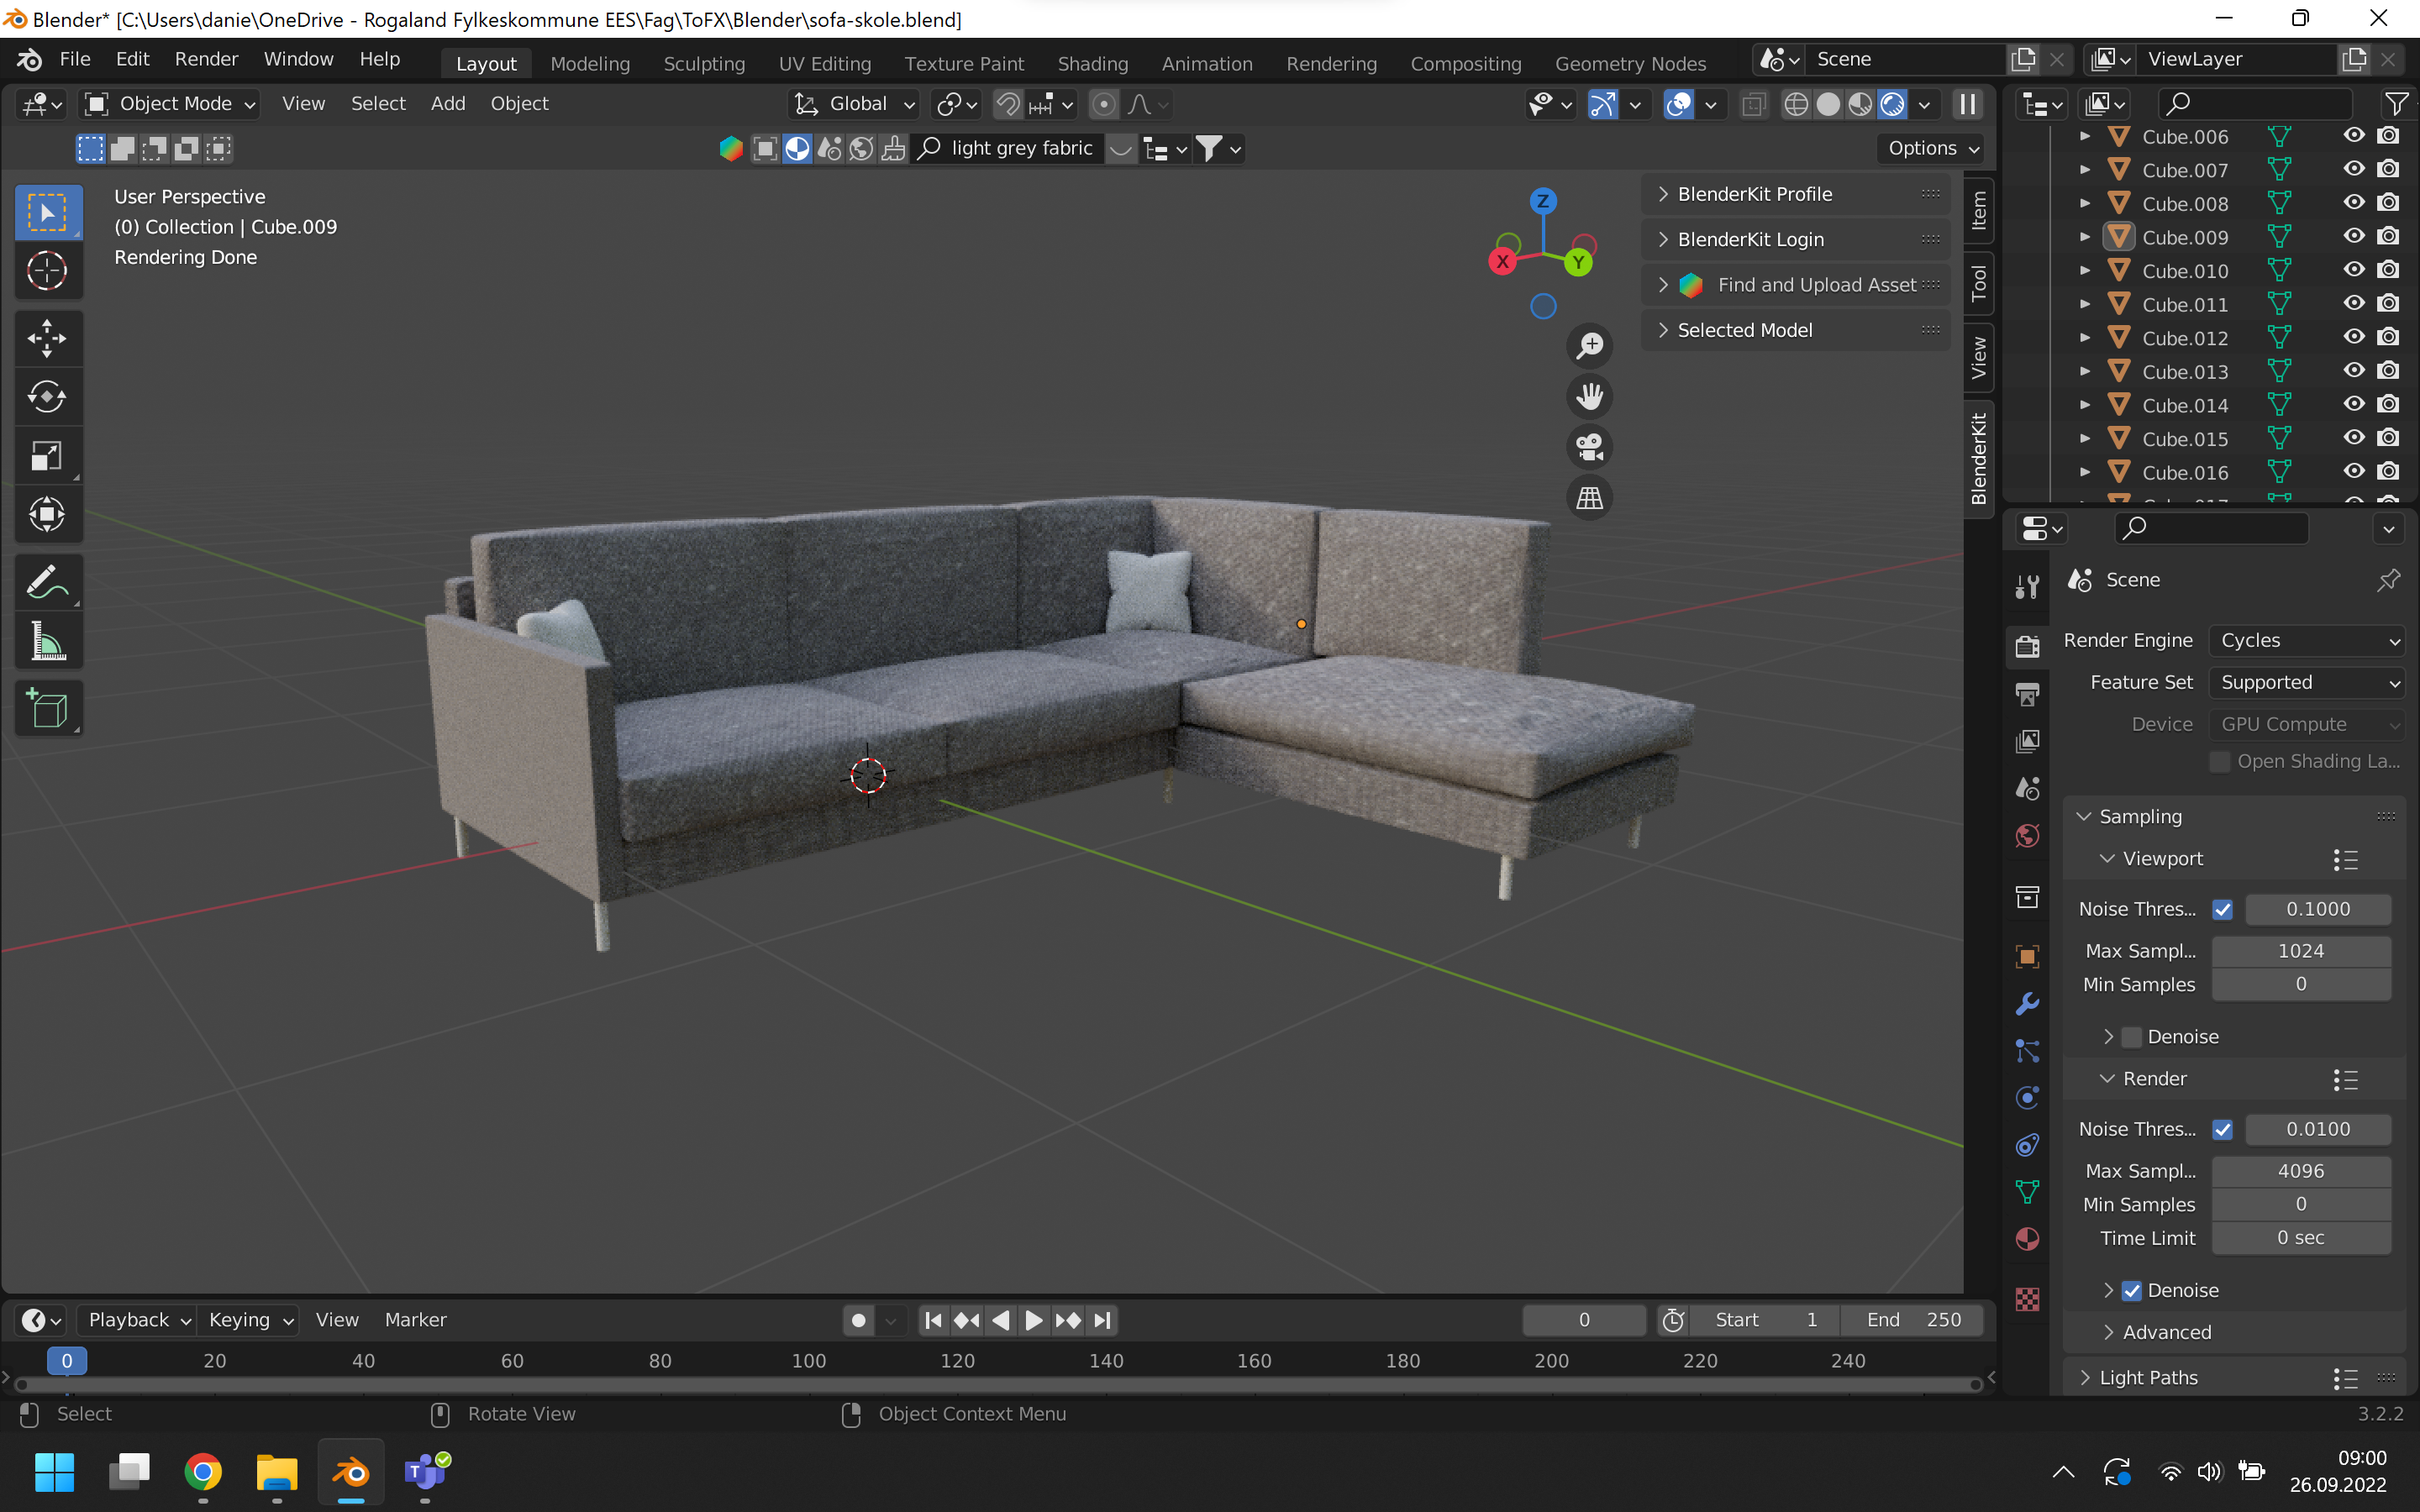 Blender* [C:\Users\danie\OneDrive - Rogaland Fylkeskommune EES\Fag\ToFX\Blender\sofa-skole.blend]
File Edit Render Window Help Layout Modeling Sculpting UV Editing Texture Paint Shading Animation Rendering Compositing Geometry Nodes Scene ViewLayer
Object Mode View Select Add Object Global
light grey fabric Options
User Perspective
(0) Collection | Cube.009
Rendering Done
Z
X
Y
BlenderKit Profile
BlenderKit Login
Find and Upload Asset
Selected Model
Item
Tool
View
BlenderKit
Cube.006
Cube.007
Cube.008
Cube.009
Cube.010
Cube.011
Cube.012
Cube.013
Cube.014
Cube.015
Cube.016
Scene
Render Engine Cycles
Feature Set Supported
Device GPU Compute
Open Shading La...
Sampling
Viewport
Noise Thres... 0.1000
Max Sampl... 1024
Min Samples 0
Denoise
Render
Noise Thres... 0.0100
Max Sampl... 4096
Min Samples 0
Time Limit 0 sec
Denoise
Advanced
Light Paths
Playback Keying View Marker 0 Start 1 End 250
0 20 40 60 80 100 120 140 160 180 200 220 240
Select Rotate View Object Context Menu 3.2.2
T
09:00
26.09.2022